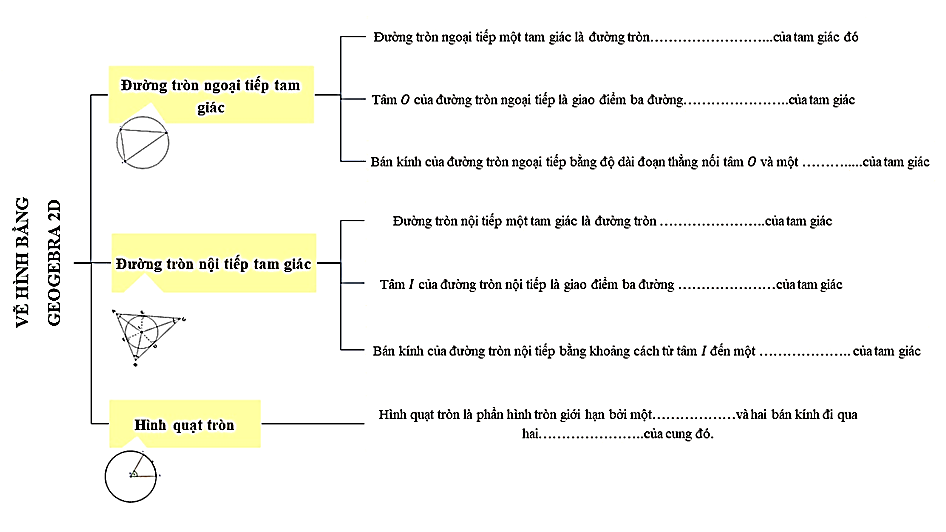 VẼ HÌNH BẰNG
GEOGEBRA 2D
Đường tròn ngoại tiếp tam
giác
Đường tròn ngoại tiếp một tam giác là đường tròn……………………..của tam giác đó
Tâm O của đường tròn ngoại tiếp là giao điểm ba đường………………….của tam giác
Bán kính của đường tròn ngoại tiếp bằng độ dài đoạn thẳng nối tâm O và một ……….....của tam giác
Đường tròn nội tiếp tam giác
Đường tròn nội tiếp một tam giác là đường tròn ………………….…của tam giác
Tâm I của đường tròn nội tiếp là giao điểm ba đường …………………của tam giác
Bán kính của đường tròn nội tiếp bằng khoảng cách từ tâm I đến một ……………….. của tam giác
Hình quạt tròn
Hình quạt tròn là phần hình tròn giới hạn bởi một………………và hai bán kính đi qua
hai…………………..của cung đó.